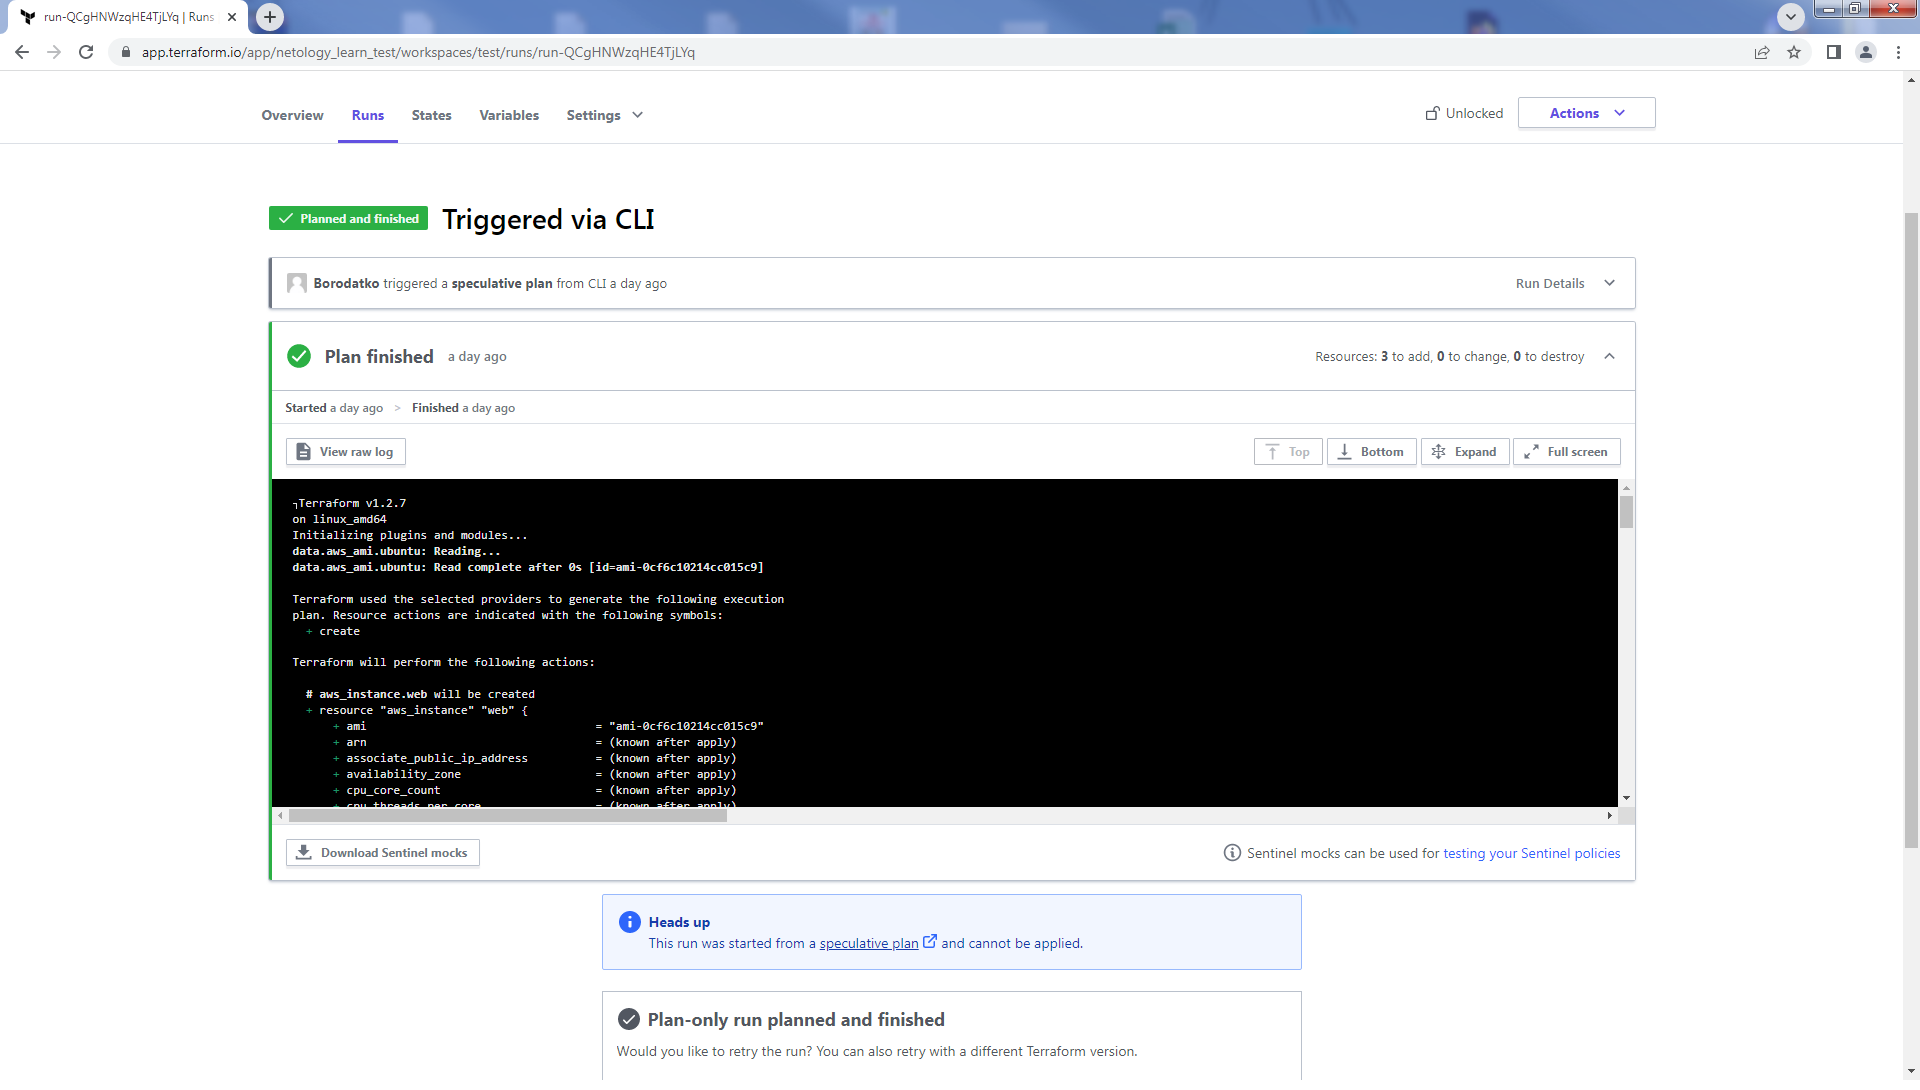 run-QCgHNWzqHE4TjLYq | Runs
app.terraform.io/app/netology_learn_test/workspaces/test/runs/run-QCgHNWzqHE4TjLYq
Overview Runs States Variables Settings Unlocked Actions
Planned and finished Triggered via CLI
Borodatko triggered a speculative plan from CLI a day ago Run Details
Plan finished a day ago Resources: 3 to add, 0 to change, 0 to destroy
Started a day ago > Finished a day ago
View raw log Top Bottom Expand Full screen
Terraform v1.2.7
on linux_amd64
Initializing plugins and modules...
data.aws_ami.ubuntu: Reading...
data.aws_ami.ubuntu: Read complete after 0s [id=ami-0cf6c10214cc015c9]
Terraform used the selected providers to generate the following execution
plan. Resource actions are indicated with the following symbols:
+ create
Terraform will perform the following actions:
# aws_instance.web will be created
+ resource "aws_instance" "web" {
+ ami = "ami-0cf6c10214cc015c9"
+ arn = (known after apply)
+ associate_public_ip_address = (known after apply)
+ availability_zone = (known after apply)
+ cpu_core_count = (known after apply)
+ cpu_threads_per_core = (known after apply)
Download Sentinel mocks Sentinel mocks can be used for testing your Sentinel policies
Heads up
This run was started from a speculative plan and cannot be applied.
Plan-only run planned and finished
Would you like to retry the run? You can also retry with a different Terraform version.